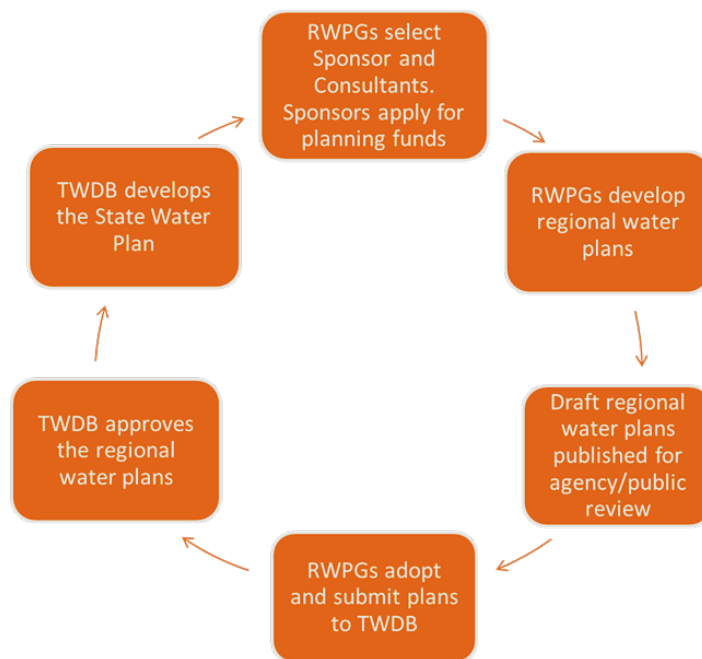 RWPGs select
Sponsor and
Consultants.
Sponsors apply for
planning funds
RWPGs develop
regional water
plans
Draft regional
water plans
published for
agency/public
review
RWPGs adopt
and submit plans
to TWDB
TWDB approves
the regional
water plans
TWDB develops
the State Water
Plan